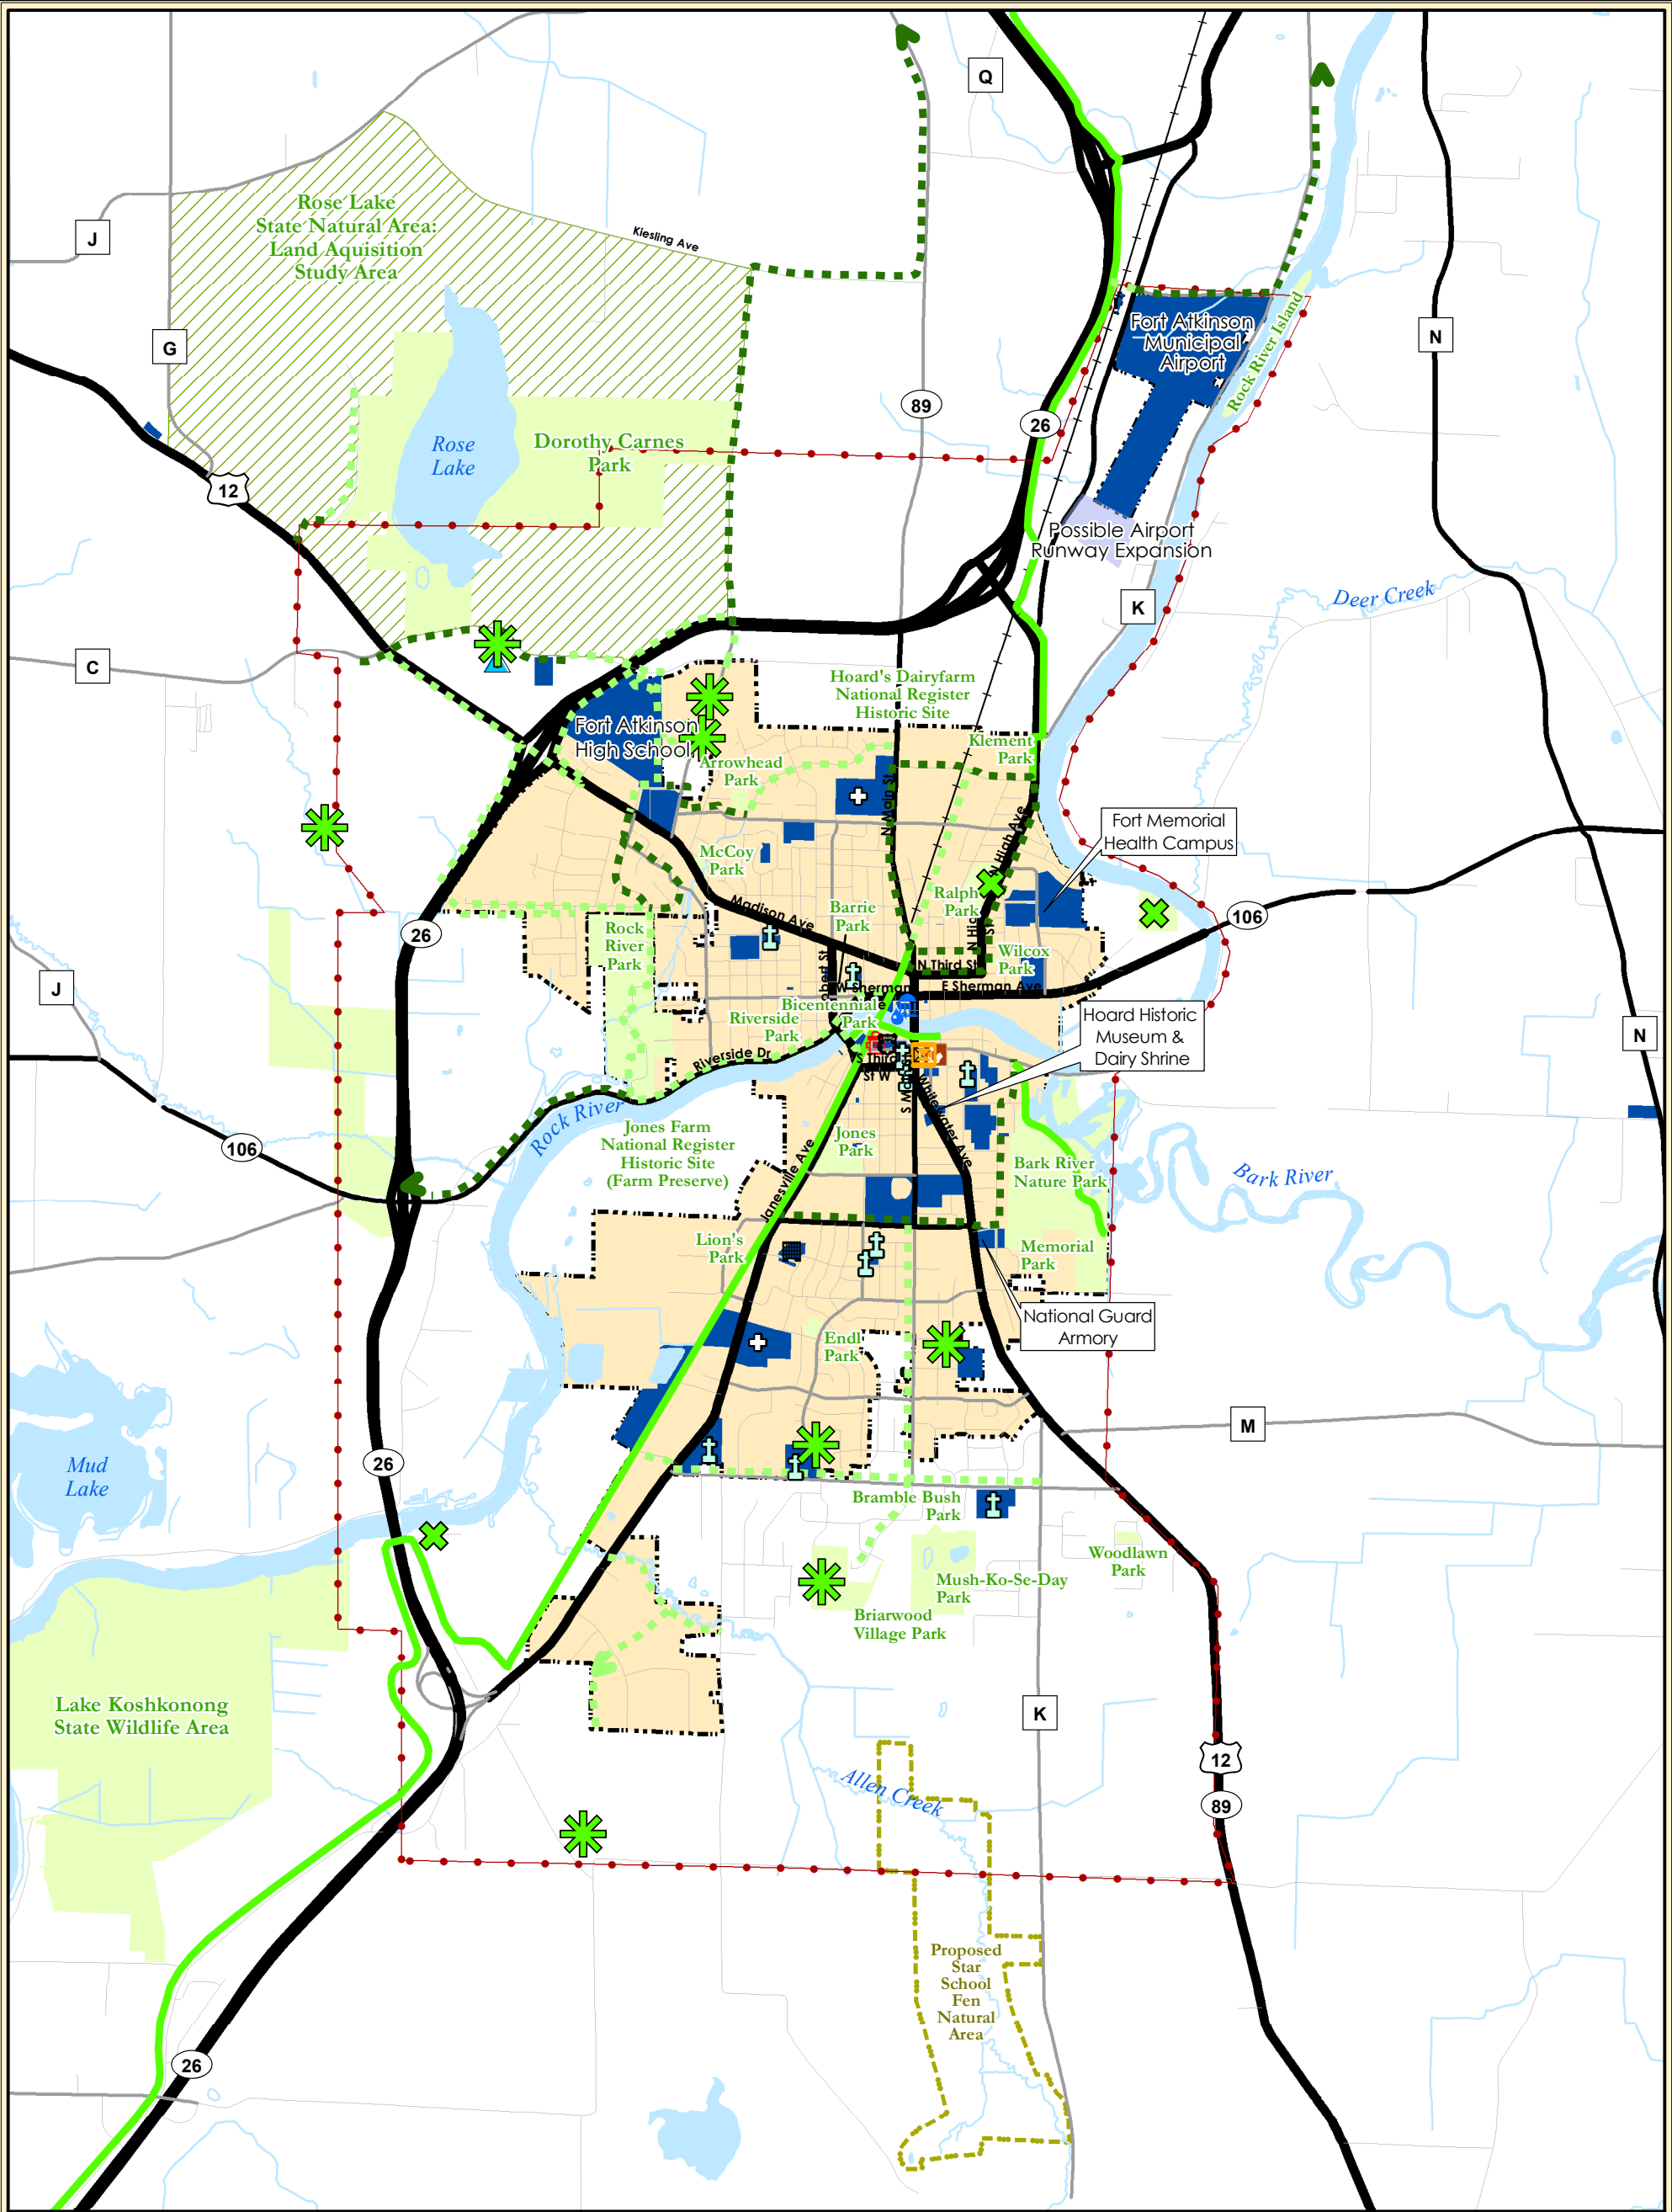 Q
Rose Lake
State Natural Area:
Land Aquisition
Study Area
J
Kiesling Ave
Fort Atkinson
Municipal
Airport
Rock River Island
G
N
89
26
Rose
Lake
Dorothy Carnes
Park
12
Possible Airport
Runway Expansion
Deer Creek
K
C
Hoard's Dairyfarm
National Register
Historic Site
Fort Atkinson
High School
Klement
Park
Arrowhead
Park
N Main St
N High Ave
Fort Memorial
Health Campus
McCoy
Park
Ralph
Park
Madison Ave
Barrie
Park
106
26
Rock
River
Park
Wilcox
Park
N Third St
J
W Sherman
E Sherman Ave
Bicentennial
Park
Riverside
Park
Hoard Historic
Museum &
Dairy Shrine
N
Riverside Dr
S Third
St W
S Main
Whitewater Ave
Rock River
106
Jones Farm
National Register
Historic Site
(Farm Preserve)
Jones
Park
Janesville Ave
Bark River
Nature Park
Bark River
Lion's
Park
Memorial
Park
National Guard
Armory
Endl
Park
M
26
Mud
Lake
Bramble Bush
Park
Woodlawn
Park
Mush-Ko-Se-Day
Park
Briarwood
Village Park
Lake Koshkonong
State Wildlife Area
K
12
Allen Creek
89
Proposed
Star
School
Fen
Natural
Area
26